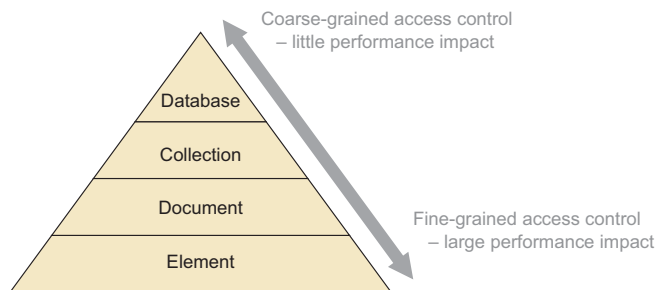 Coarse-grained access control
– little performance impact
Database
Collection
Document
Fine-grained access control
– large performance impact
Element